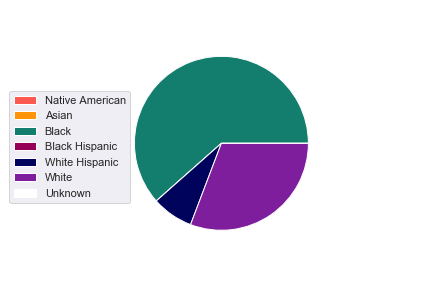 Native American
Asian
Black
Black Hispanic
White Hispanic
White
Unknown